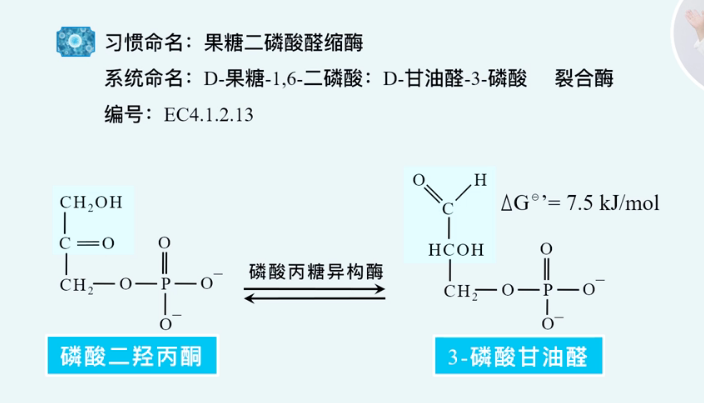 习惯命名：果糖二磷酸醛缩酶
系统命名：D-果糖-1,6-二磷酸：D-甘油醛-3-磷酸 裂合酶
编号：EC4.1.2.13
CH₂OH
C=O
CH₂—O—P—O⁻
O
O⁻
磷酸二羟丙酮
磷酸丙糖异构酶
O H
C
HCOH
CH₂—O—P—O⁻
O
O⁻
3-磷酸甘油醛
ΔG⊖’= 7.5 kJ/mol